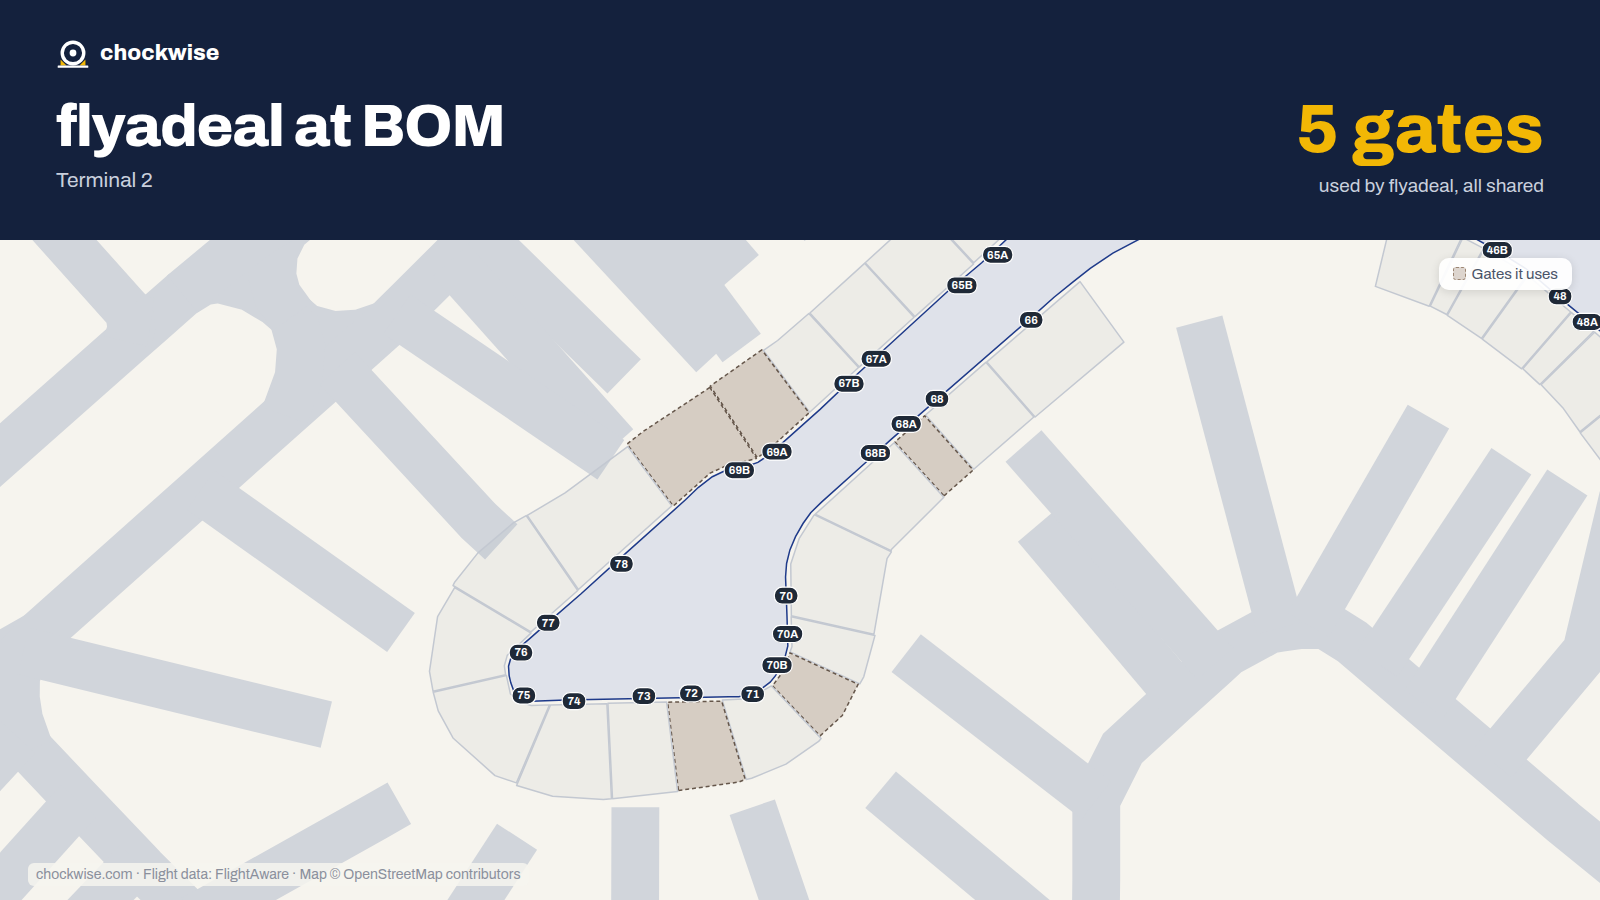 chockwise
flyadeal at BOM
Terminal 2
5 gates
used by flyadeal, all shared
46B
Gates it uses
65A
65B
48
66
48A
67A
67B
68
68A
69A
68B
69B
78
70
77
70A
76
70B
75
74
73
72
71
chockwise.com · Flight data: FlightAware · Map © OpenStreetMap contributors